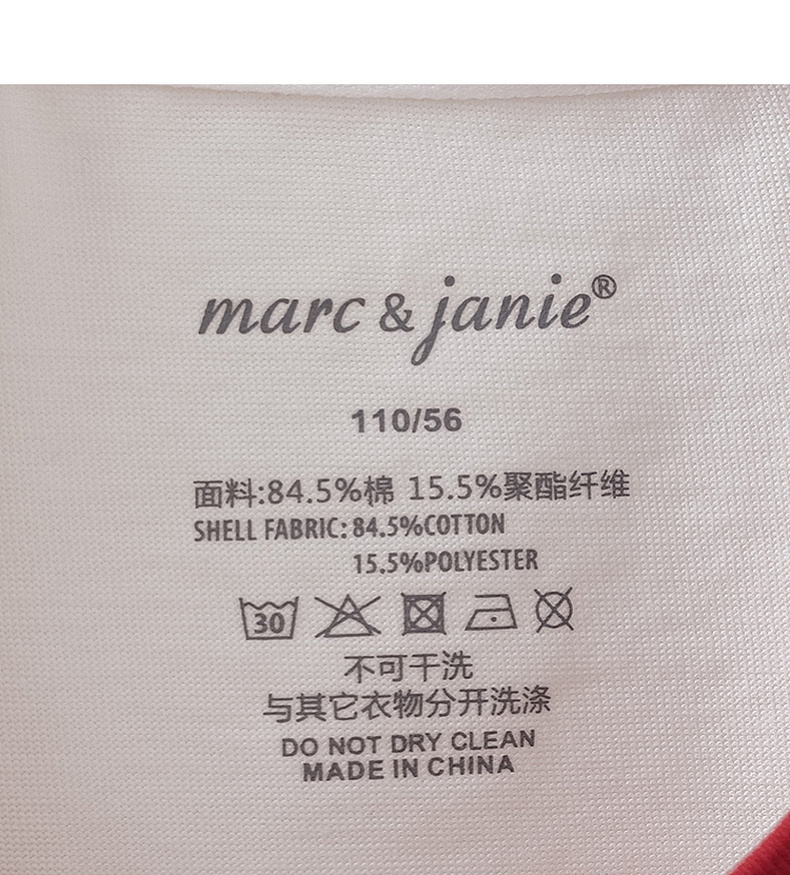 marc & janie®
110/56
面料:84.5%棉 15.5%聚酯纤维
SHELL FABRIC: 84.5%COTTON
15.5%POLYESTER
30
不可干洗
与其它衣物分开洗涤
DO NOT DRY CLEAN
MADE IN CHINA